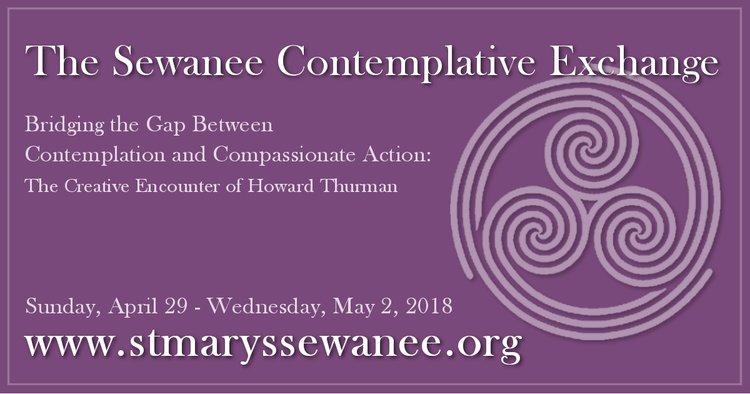 The Sewanee Contemplative Exchange
Bridging the Gap Between
Contemplation and Compassionate Action:
The Creative Encounter of Howard Thurman
Sunday, April 29 - Wednesday, May 2, 2018
www.stmaryssewanee.org